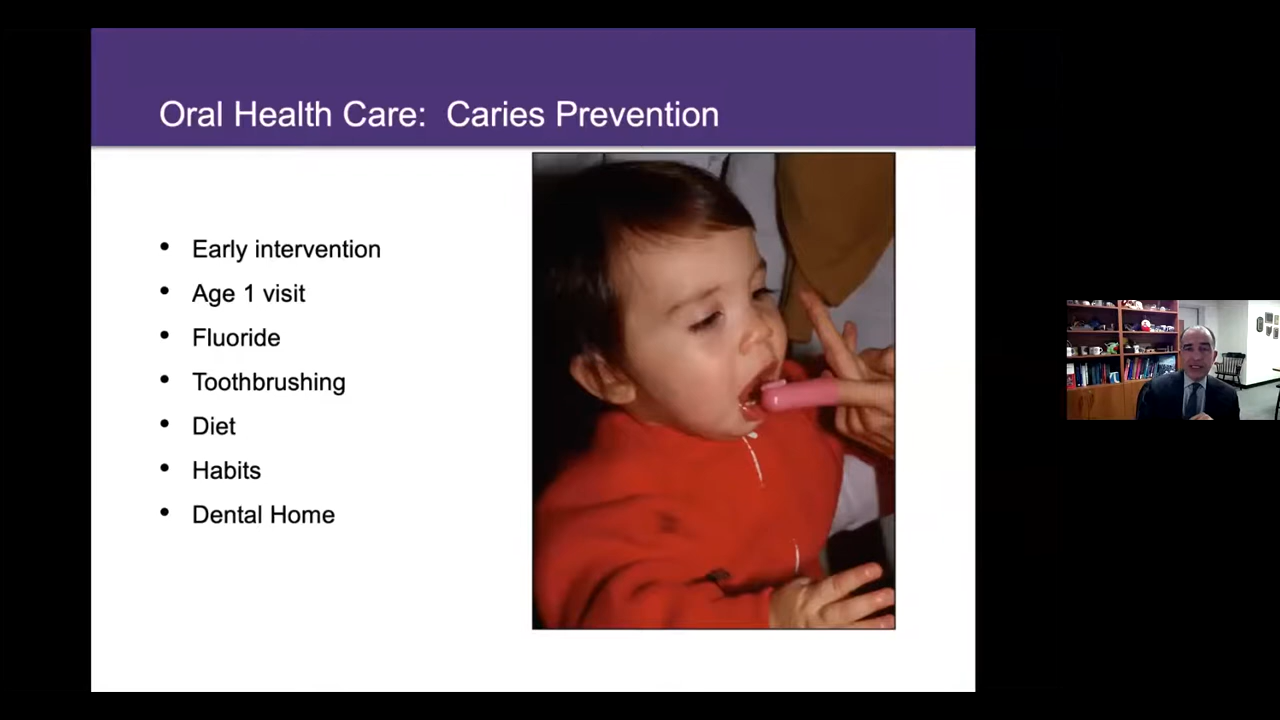 Oral Health Care: Caries Prevention
• Early intervention
• Age 1 visit
• Fluoride
• Toothbrushing
• Diet
• Habits
• Dental Home